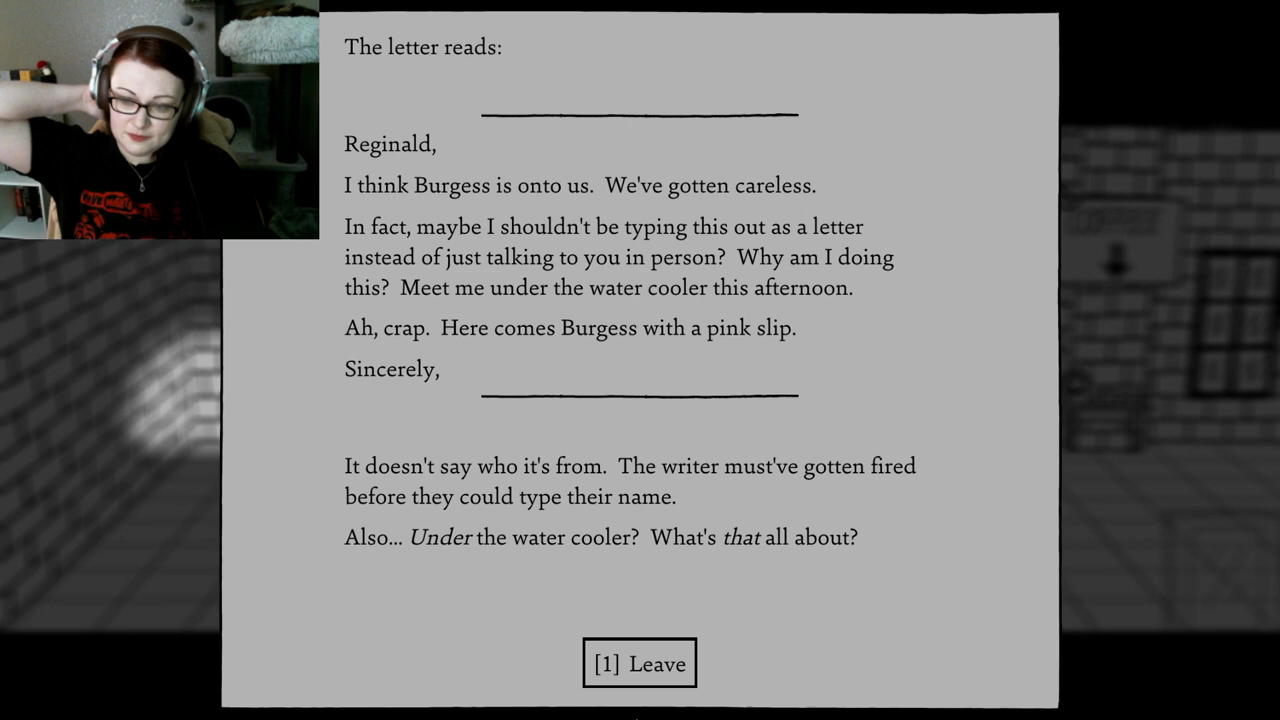 The letter reads:
Reginald,
I think Burgess is onto us. We've gotten careless.
In fact, maybe I shouldn't be typing this out as a letter
instead of just talking to you in person? Why am I doing
this? Meet me under the water cooler this afternoon.
Ah, crap. Here comes Burgess with a pink slip.
Sincerely,
It doesn't say who it's from. The writer must've gotten fired
before they could type their name.
Also... Under the water cooler? What's that all about?
[1] Leave